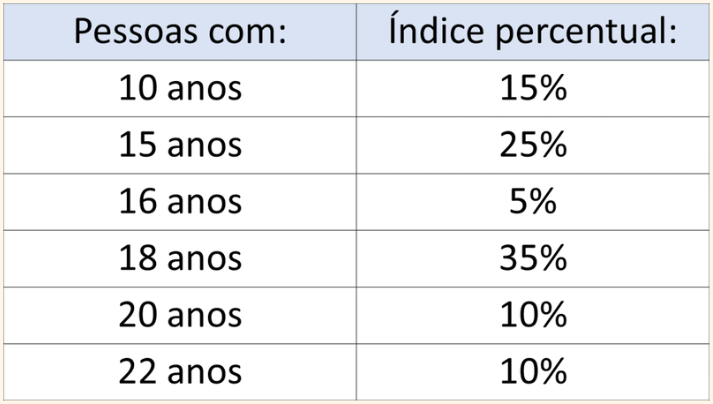 Pessoas com: Índice percentual:
10 anos 15%
15 anos 25%
16 anos 5%
18 anos 35%
20 anos 10%
22 anos 10%